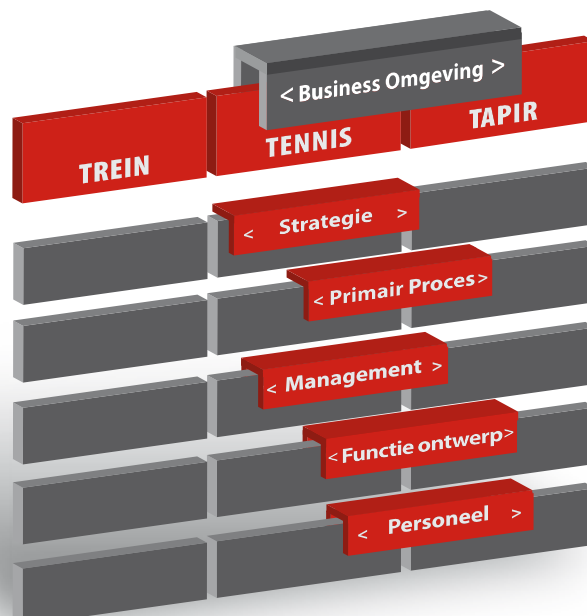 < Business Omgeving >
TREIN
TENNIS
TAPIR
< Strategie >
< Primair Proces>
< Management >
< Functie ontwerp>
< Personeel >